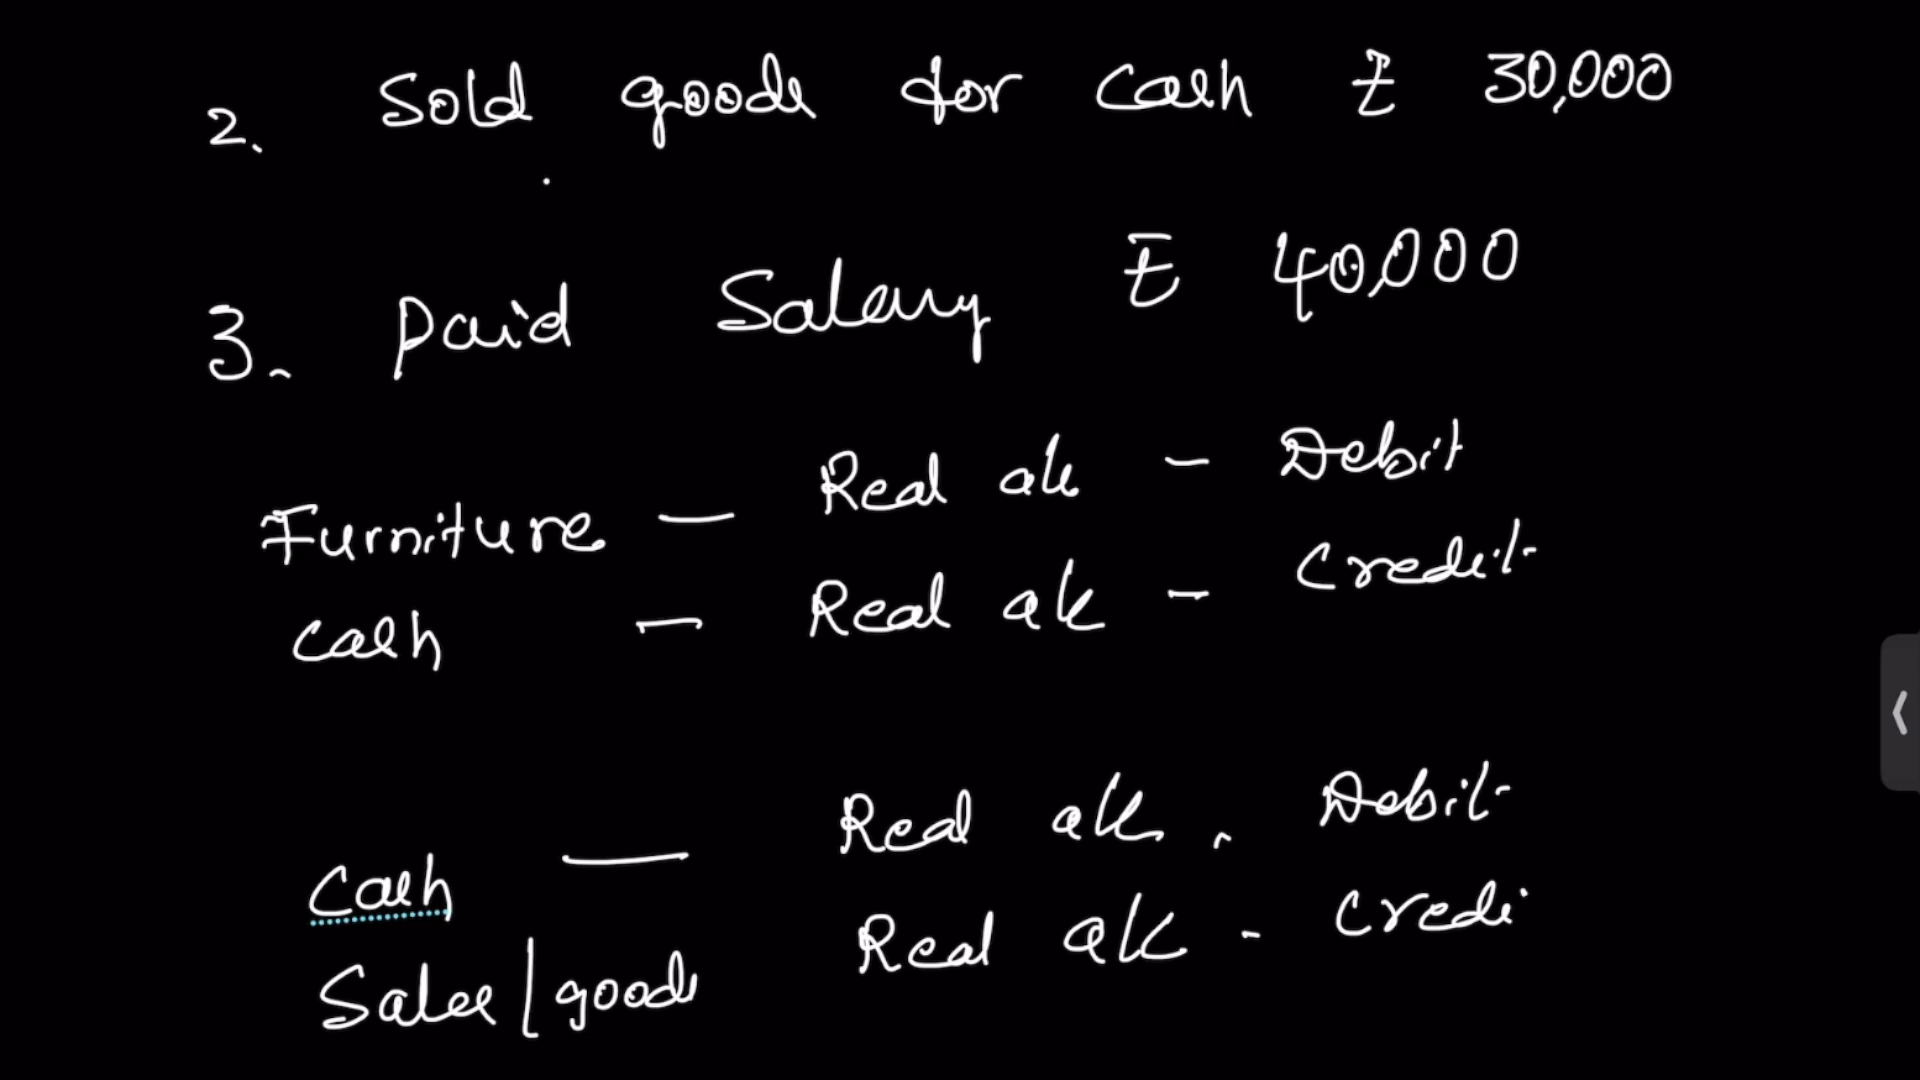 2. Sold goods for cash ₹ 30,000
3. Paid Salary ₹ 40,000
Furniture — Real a/c - Debit
Cash — Real a/c - Credit
Cash — Real a/c - Debit
Sales/goods Real a/c - Credi